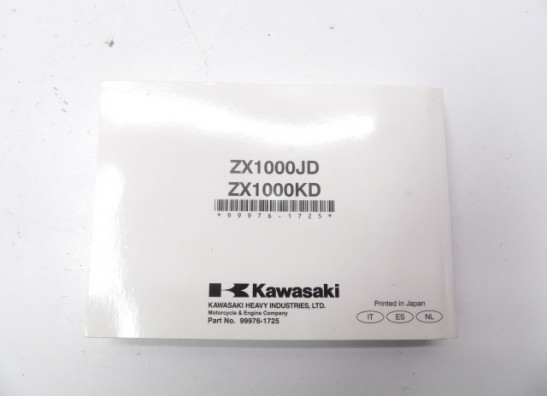 ZX1000JD
ZX1000KD
*99976-1725*
Kawasaki
KAWASAKI HEAVY INDUSTRIES, LTD.
Motorcycle & Engine Company
Part No. 99976-1725
Printed in Japan
IT ES NL